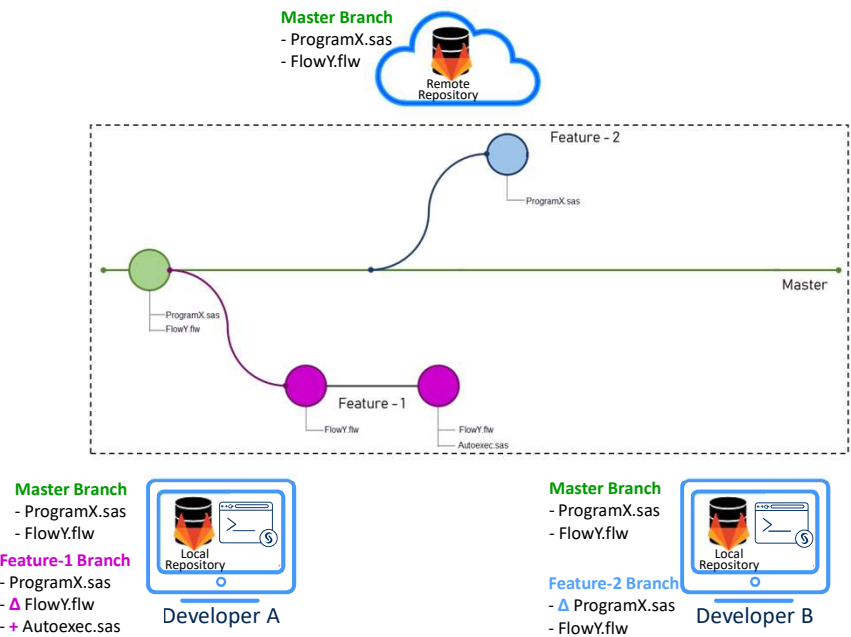 Master Branch
- ProgramX.sas
- FlowY.flw
Remote
Repository
Feature - 2
ProgramX.sas
Master
ProgramX.sas
FlowY.flw
Feature - 1
FlowY.flw
FlowY.flw
Autoexec.sas
Master Branch
- ProgramX.sas
- FlowY.flw
Feature-1 Branch
- ProgramX.sas
- Δ FlowY.flw
- + Autoexec.sas
Local
Repository
Developer A
Master Branch
- ProgramX.sas
- FlowY.flw
Feature-2 Branch
- Δ ProgramX.sas
- FlowY.flw
Local
Repository
Developer B